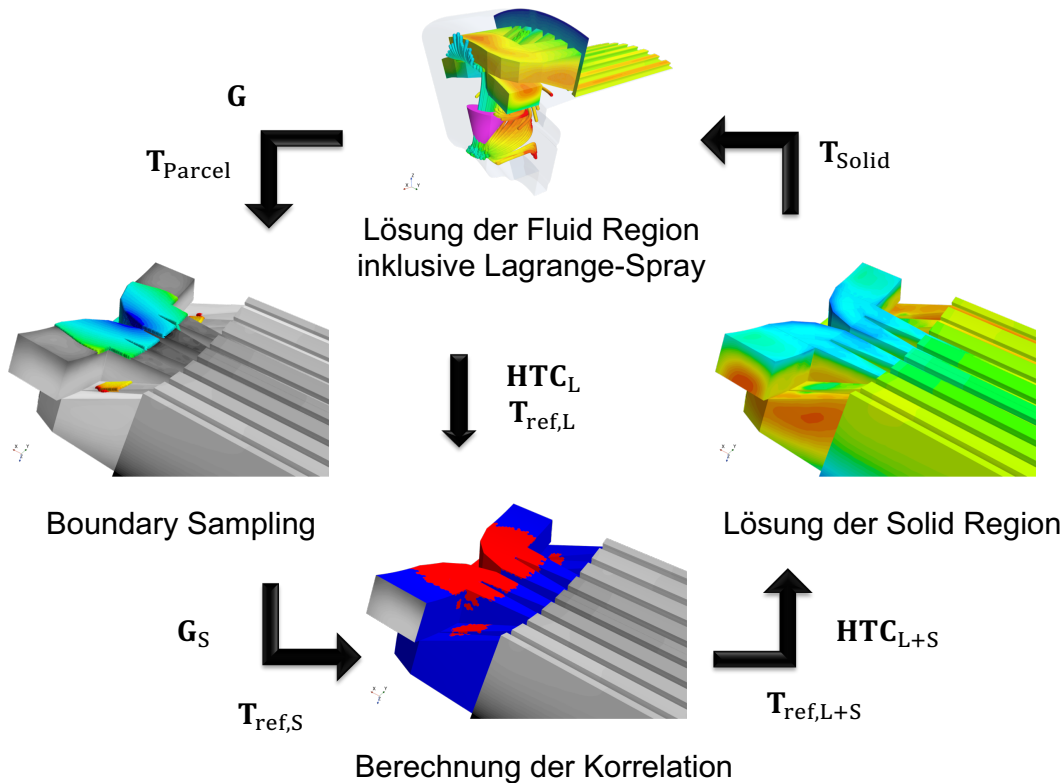 G
T_Parcel
T_Solid
Lösung der Fluid Region
inklusive Lagrange-Spray
HTC_L
T_ref,L
Boundary Sampling
Lösung der Solid Region
G_S
T_ref,S
HTC_L+S
T_ref,L+S
Berechnung der Korrelation